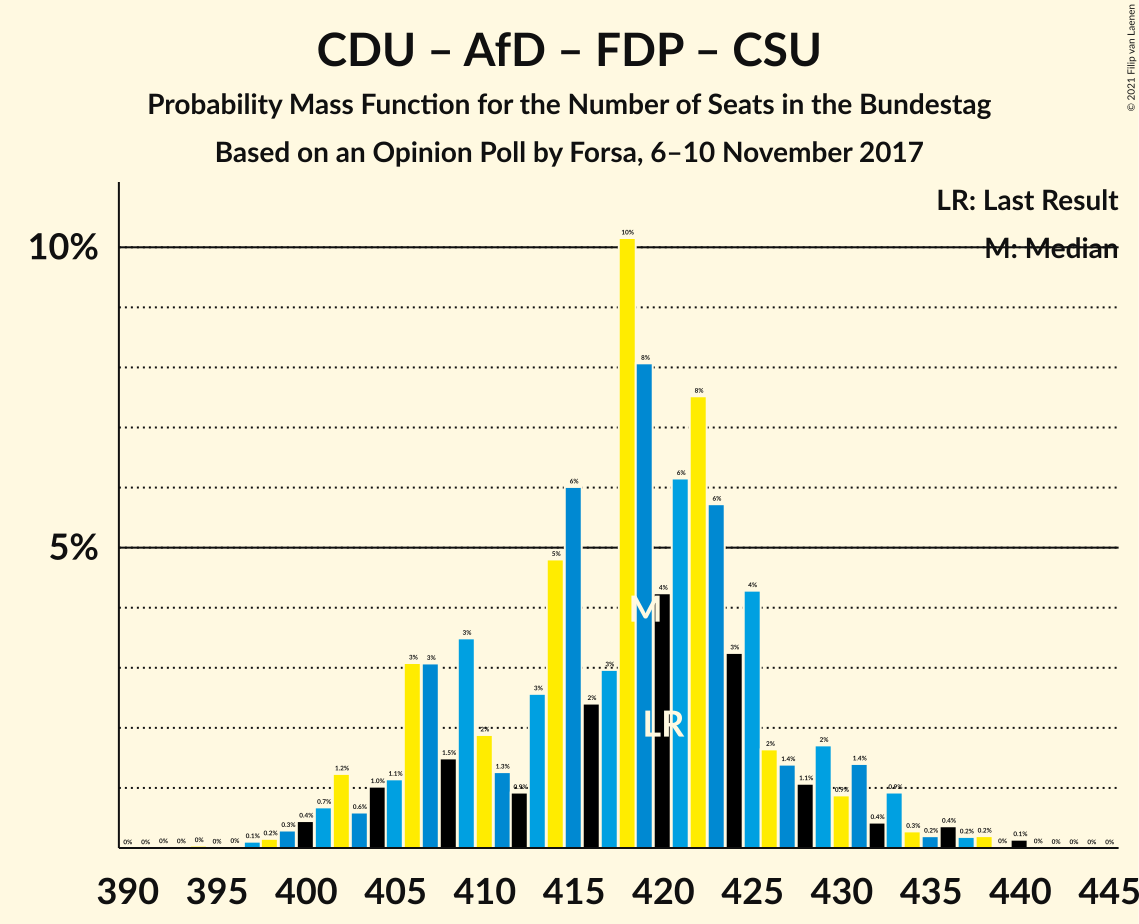 CDU – AfD – FDP – CSU
Probability Mass Function for the Number of Seats in the Bundestag
Based on an Opinion Poll by Forsa, 6–10 November 2017
© 2021 Filip van Laenen
LR: Last Result
M: Median
10%
5%
0% 0% 0% 0% 0% 0% 0% 0.1% 0.2% 0.3% 0.4% 0.7% 1.2% 0.6% 1.0% 1.1% 3% 3% 1.5% 3% 2% 1.3% 0.9% 3% 5% 6% 2% 3% 10% 8% 4% 6% 8% 6% 3% 4% 2% 1.4% 1.1% 2% 0.9% 1.4% 0.4% 0.9% 0.3% 0.2% 0.4% 0.2% 0.2% 0% 0.1% 0% 0% 0% 0% 0%
M
LR
390 395 400 405 410 415 420 425 430 435 440 445